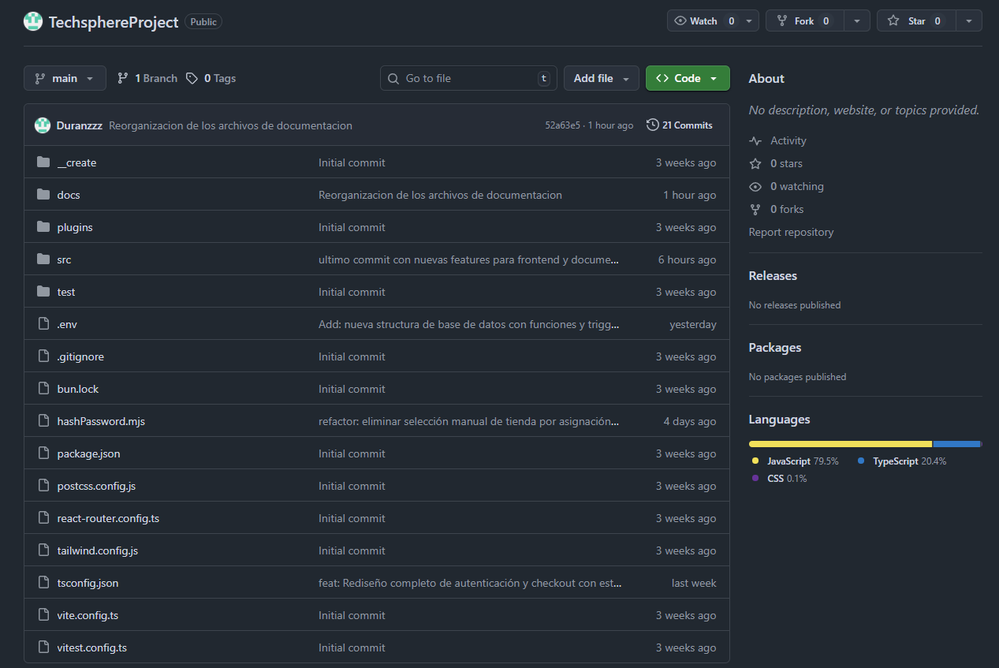 TechsphereProject Public Watch 0 Fork 0 Star 0
main 1 Branch 0 Tags Go to file t Add file <> Code
Duranzzz Reorganizacion de los archivos de documentacion 52a63e5 · 1 hour ago 21 Commits
__create Initial commit 3 weeks ago
docs Reorganizacion de los archivos de documentacion 1 hour ago
plugins Initial commit 3 weeks ago
src ultimo commit con nuevas features para frontend y docume... 6 hours ago
test Initial commit 3 weeks ago
.env Add: nueva structura de base de datos con funciones y trigg... yesterday
.gitignore Initial commit 3 weeks ago
bun.lock Initial commit 3 weeks ago
hashPassword.mjs refactor: eliminar selección manual de tienda por asignación... 4 days ago
package.json Initial commit 3 weeks ago
postcss.config.js Initial commit 3 weeks ago
react-router.config.ts Initial commit 3 weeks ago
tailwind.config.js Initial commit 3 weeks ago
tsconfig.json feat: Rediseño completo de autenticación y checkout con est... last week
vite.config.ts Initial commit 3 weeks ago
vitest.config.ts Initial commit 3 weeks ago
About
No description, website, or topics provided.
Activity
0 stars
0 watching
0 forks
Report repository
Releases
No releases published
Packages
No packages published
Languages
JavaScript 79.5% TypeScript 20.4%
CSS 0.1%